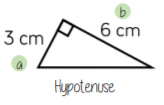 b
3 cm
6 cm
a
Hypotenuse